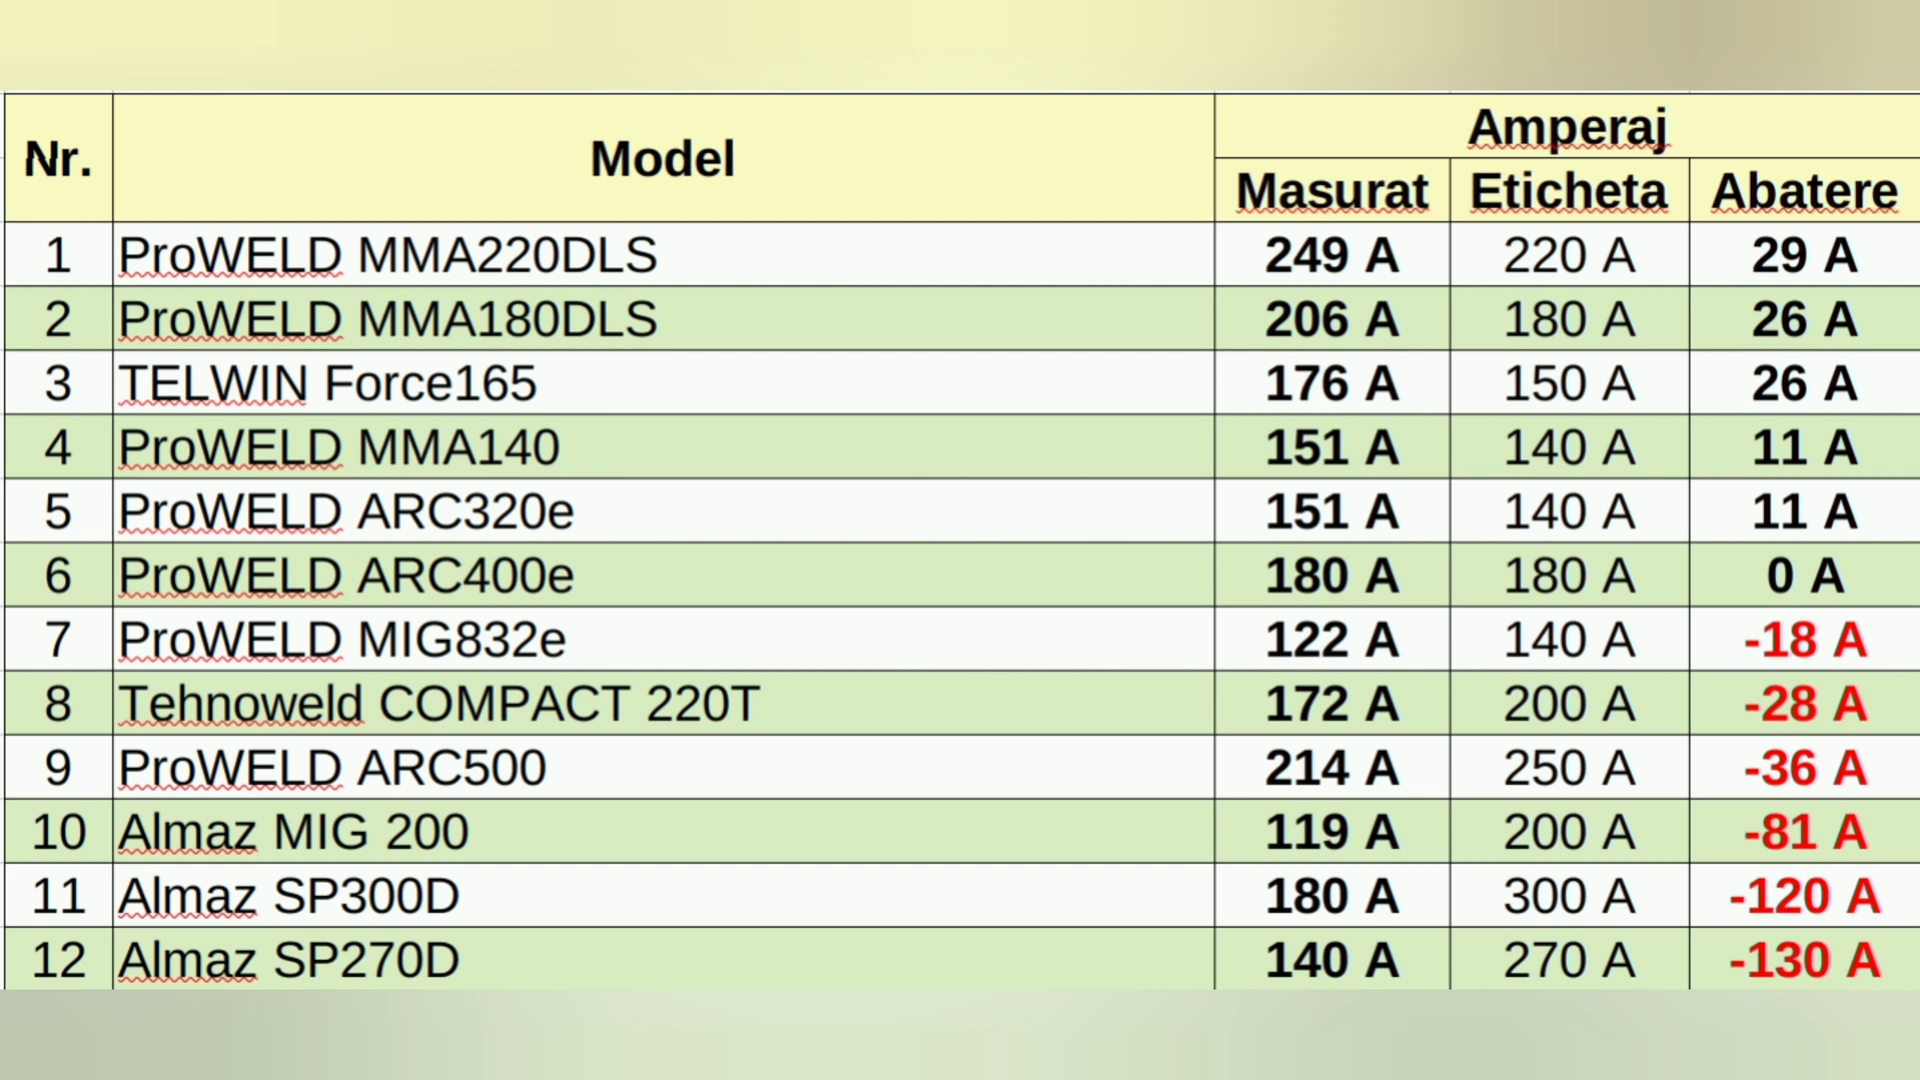 Nr. Model Amperaj
Masurat Eticheta Abatere
1 ProWELD MMA220DLS 249 A 220 A 29 A
2 ProWELD MMA180DLS 206 A 180 A 26 A
3 TELWIN Force165 176 A 150 A 26 A
4 ProWELD MMA140 151 A 140 A 11 A
5 ProWELD ARC320e 151 A 140 A 11 A
6 ProWELD ARC400e 180 A 180 A 0 A
7 ProWELD MIG832e 122 A 140 A -18 A
8 Tehnoweld COMPACT 220T 172 A 200 A -28 A
9 ProWELD ARC500 214 A 250 A -36 A
10 Almaz MIG 200 119 A 200 A -81 A
11 Almaz SP300D 180 A 300 A -120 A
12 Almaz SP270D 140 A 270 A -130 A